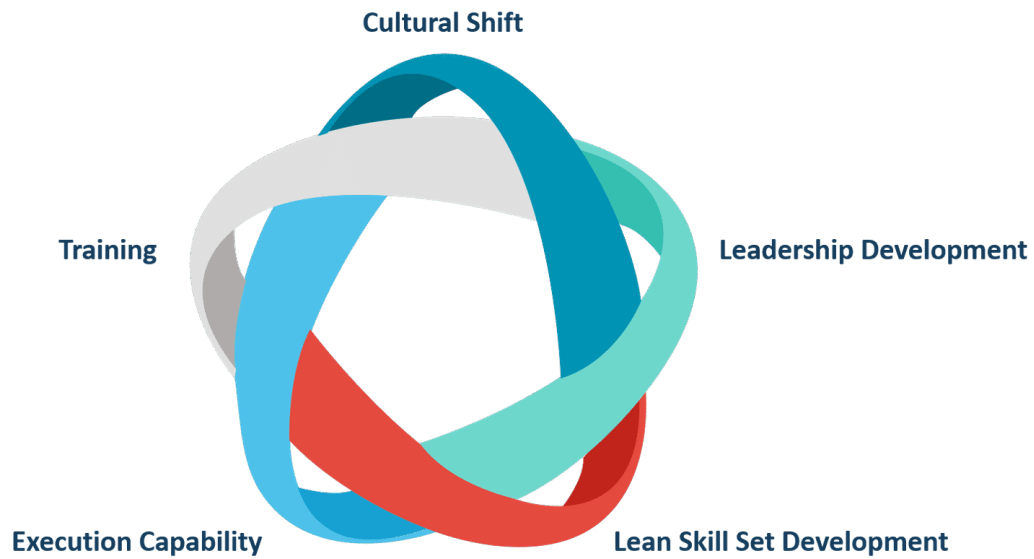 Cultural Shift
Training
Leadership Development
Execution Capability
Lean Skill Set Development